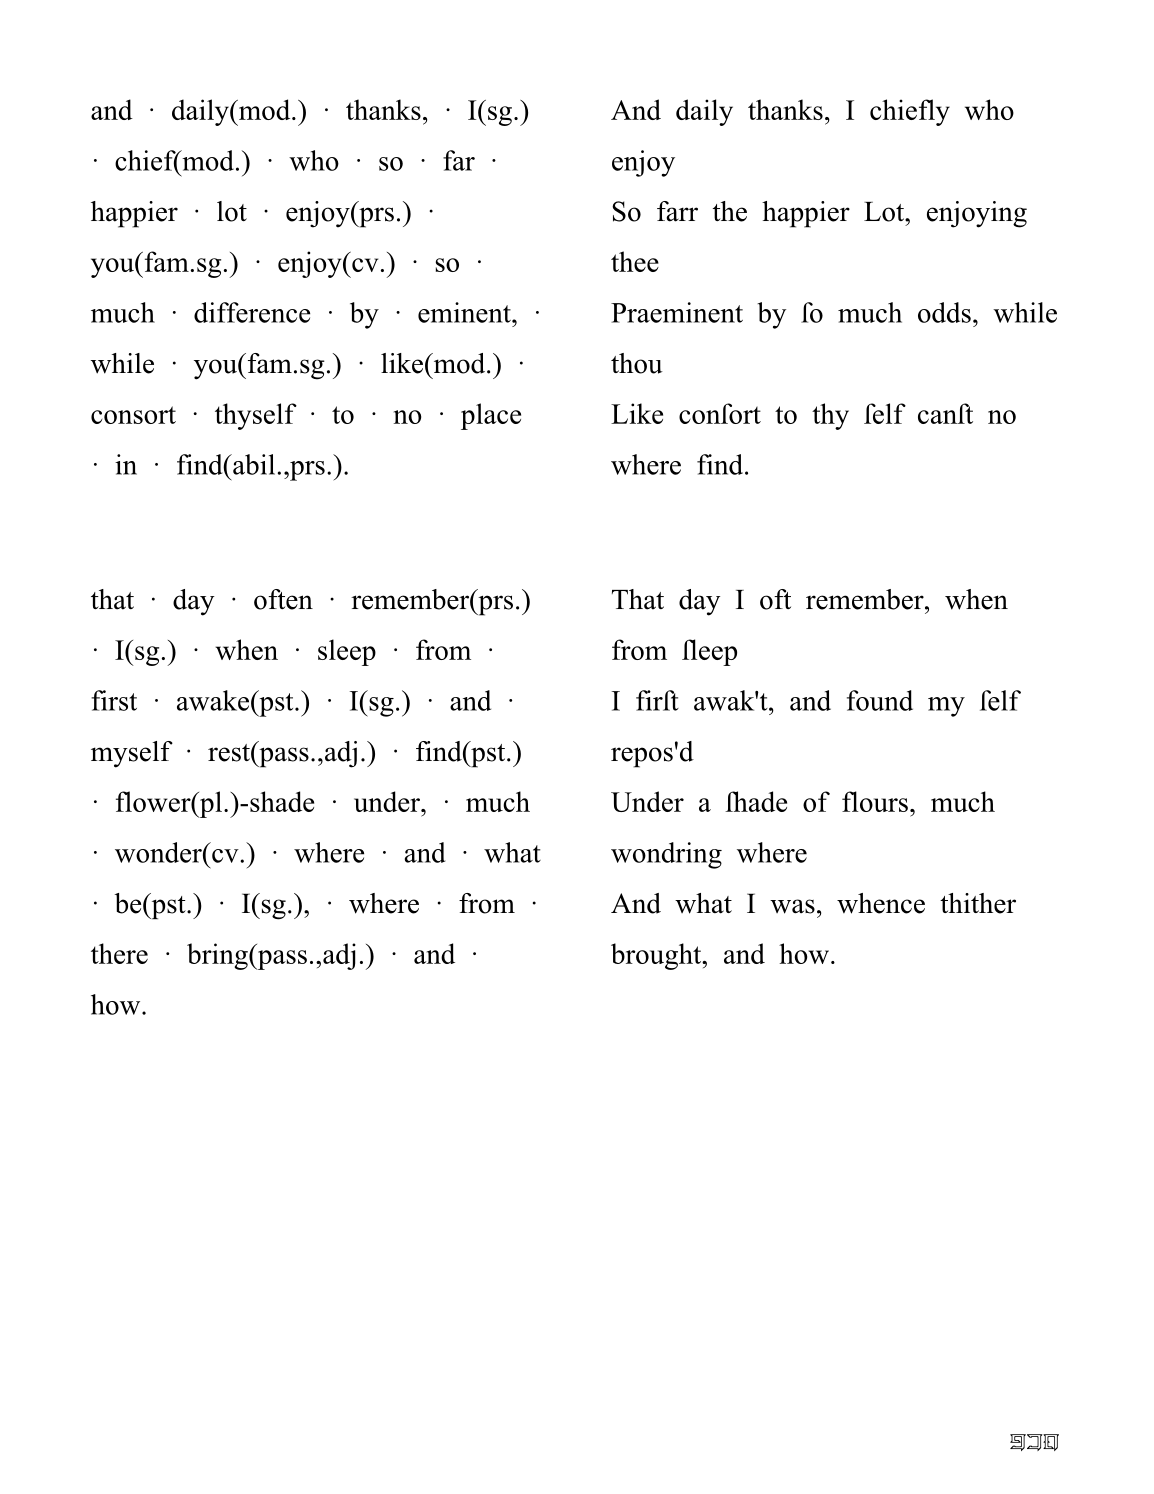 and · daily(mod.) · thanks, · I(sg.)
· chief(mod.) · who · so · far ·
happier · lot · enjoy(prs.) ·
you(fam.sg.) · enjoy(cv.) · so ·
much · difference · by · eminent, ·
while · you(fam.sg.) · like(mod.) ·
consort · thyself · to · no · place
· in · find(abil.,prs.).
And daily thanks, I chiefly who
enjoy
So farr the happier Lot, enjoying
thee
Praeminent by ſo much odds, while
thou
Like conſort to thy ſelf canſt no
where find.
that · day · often · remember(prs.)
· I(sg.) · when · sleep · from ·
first · awake(pst.) · I(sg.) · and ·
myself · rest(pass.,adj.) · find(pst.)
· flower(pl.)-shade · under, · much
· wonder(cv.) · where · and · what
· be(pst.) · I(sg.), · where · from ·
there · bring(pass.,adj.) · and ·
how.
That day I oft remember, when
from ſleep
I firſt awak't, and found my ſelf
repos'd
Under a ſhade of flours, much
wondring where
And what I was, whence thither
brought, and how.